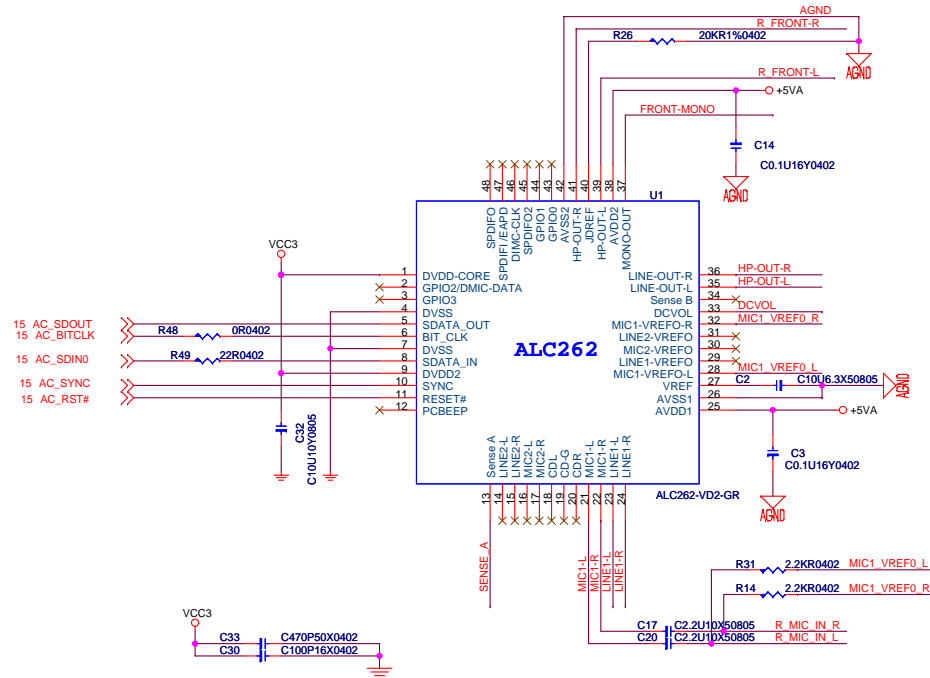 AGND
R_FRONT-R
R26 20KR1%0402
AGND
R_FRONT-L
+5VA
FRONT-MONO
C14
C0.1U16Y0402
AGND
48 47 46 45 44 43 42 41 40 39 38 37
U1
SPDIFO
SPDIFI /EAPD
DIMC-CLK
SPDIFO2
GPIO1
GPIO0
AVSS2
HP-OUT-R
JDREF
HP-OUT-L
AVDD2
MONO-OUT
VCC3
1 DVDD-CORE
2 GPIO2/DMIC-DATA
3 GPIO3
4 DVSS
5 SDATA_OUT
6 BIT_CLK
7 DVSS
8 SDATA_IN
9 DVDD2
10 SYNC
11 RESET#
12 PCBEEP
15 AC_SDOUT
15 AC_BITCLK
R48 0R0402
15 AC_SDIN0
R49 22R0402
15 AC_SYNC
15 AC_RST#
C32
C10U10Y0805
ALC262
LINE-OUT-R 36 HP-OUT-R
LINE-OUT-L 35 HP-OUT-L
Sense B 34
DCVOL 33 DCVOL
MIC1-VREFO-R 32 MIC1_VREF0_R
LINE2-VREFO 31
MIC2-VREFO 30
LINE1-VREFO 29
MIC1-VREFO-L 28 MIC1_VREF0_L
VREF 27 C2 C10U6.3X50805
AGND
AVSS1 26
AVDD1 25
+5VA
C3
C0.1U16Y0402
AGND
ALC262-VD2-GR
Sense A
LINE2-L
LINE2-R
MIC2-L
MIC2-R
CDL
CD-G
CDR
MIC1-L
MIC1-R
LINE1-L
LINE1-R
13 14 15 16 17 18 19 20 21 22 23 24
SENSE_A
MIC1-L
MIC1-R
LINE1-L
LINE1-R
R31 2.2KR0402 MIC1_VREF0_L
R14 2.2KR0402 MIC1_VREF0_R
C17 C2.2U10X50805 R_MIC_IN_R
C20 C2.2U10X50805 R_MIC_IN_L
VCC3
C33 C470P50X0402
C30 C100P16X0402